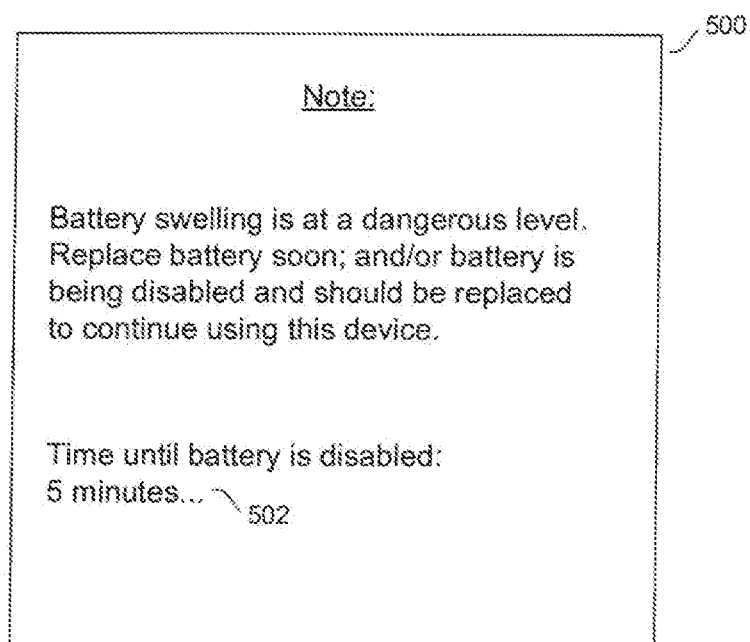 500
Note:
Battery swelling is at a dangerous level.
Replace battery soon; and/or battery is
being disabled and should be replaced
to continue using this device.
Time until battery is disabled:
5 minutes...
502